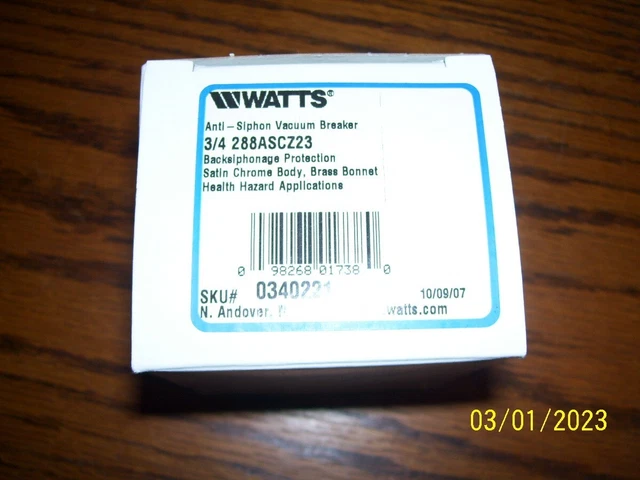 WATTS®
Anti-Siphon Vacuum Breaker
3/4 288ASCZ23
Backsiphonage Protection
Satin Chrome Body, Brass Bonnet
Health Hazard Applications
0 98268 01738 0
SKU# 0340221 10/09/07
N. Andover, watts.com
03/01/2023